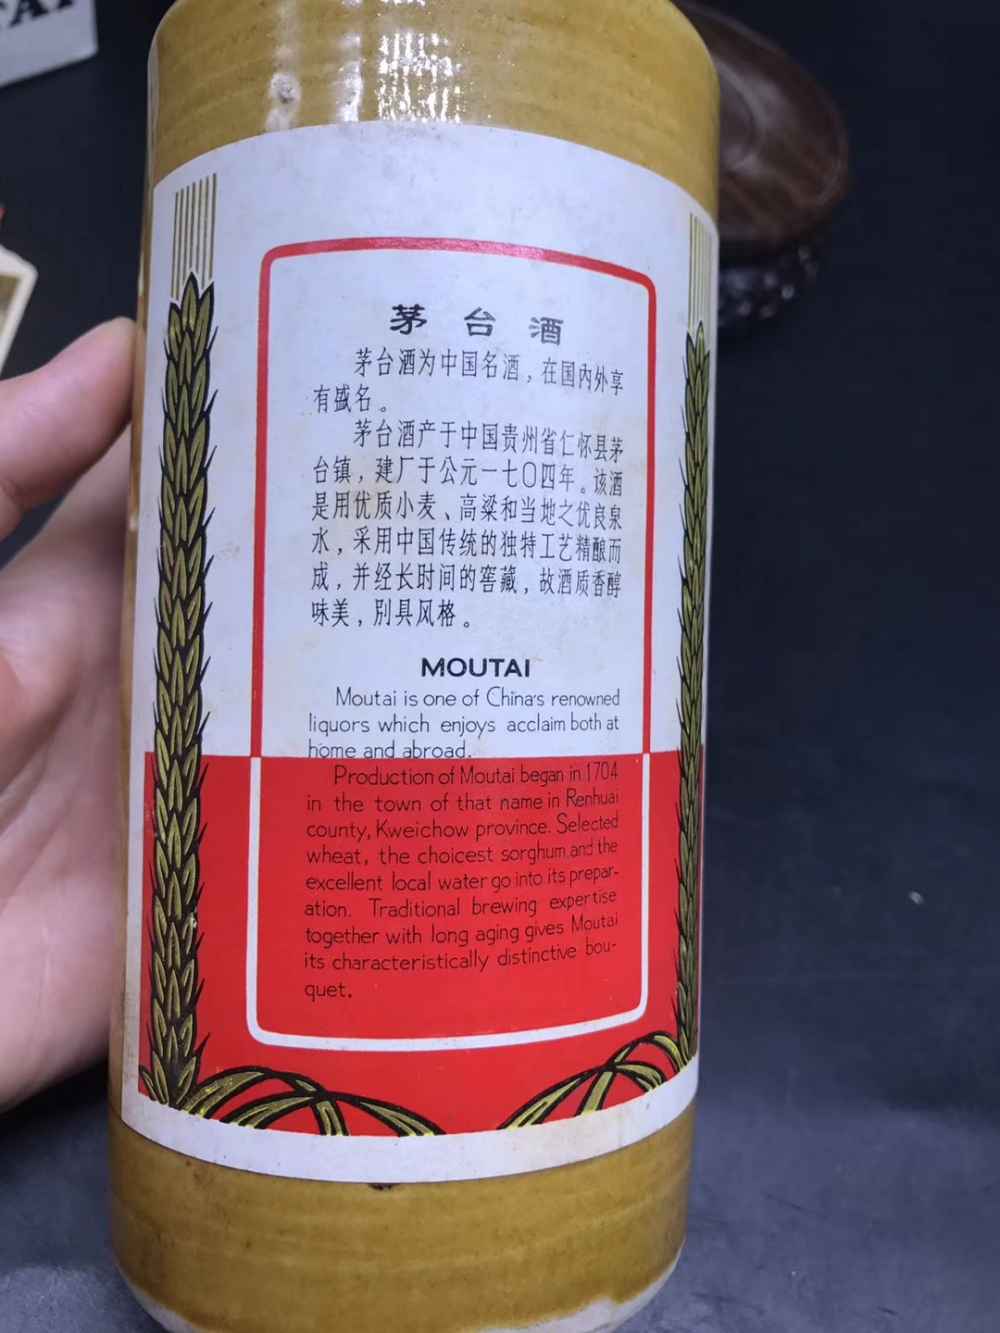 TAI
茅台酒
茅台酒为中国名酒，在国内外享
有盛名。
茅台酒产于中国贵州省仁怀县茅
台镇，建厂于公元一七〇四年。该酒
是用优质小麦、高粱和当地之优良泉
水，采用中国传统的独特工艺精酿而
成，并经长时间的窖藏，故酒质香醇
味美，别具风格。
MOUTAI
Moutai is one of China's renowned
liquors which enjoys acclaim both at
home and abroad.
Production of Moutai began in 1704
in the town of that name in Renhuai
county, Kweichow province. Selected
wheat, the choicest sorghum and the
excellent local water go into its prepar-
ation. Traditional brewing expertise
together with long aging gives Moutai
its characteristically distinctive bou-
quet.